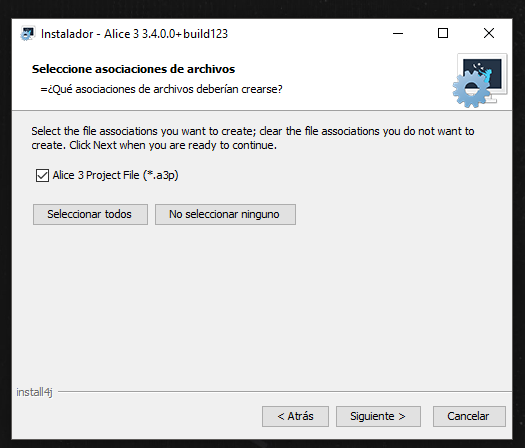 Instalador - Alice 3 3.4.0.0+build123
Seleccione asociaciones de archivos
=¿Qué asociaciones de archivos deberían crearse?
Select the file associations you want to create; clear the file associations you do not want to
create. Click Next when you are ready to continue.
Alice 3 Project File (*.a3p)
Seleccionar todos
No seleccionar ninguno
install4j
< Atrás
Siguiente >
Cancelar